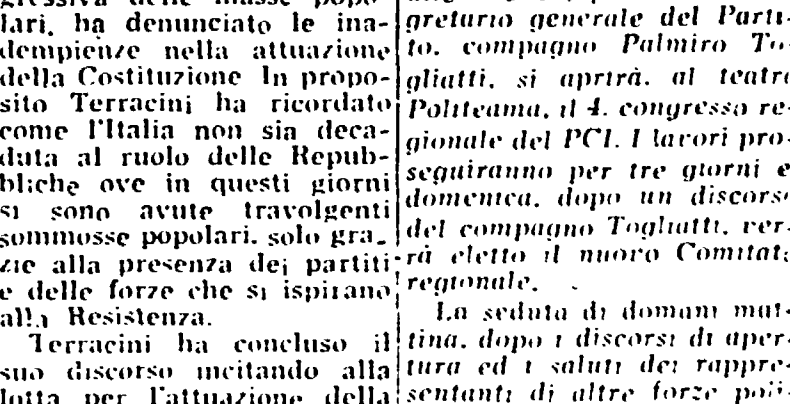 gressiva delle masse popo-
lari, ha denunciato le ina-
dempienze nella attuazione
della Costituzione In propo-
sito Terracini ha ricordato
come l'Italia non sia deca-
duta al ruolo delle Repub-
bliche ove in questi giorni
si sono avute travolgenti
sommosse popolari, solo gra-
zie alla presenza dei partiti
e delle forze che si ispirano
alla Resistenza.
Terracini ha concluso il
suo discorso incitando alla
lotta per l'attuazione della
gretario generale del Parti-
to, compagno Palmiro To-
gliatti, si aprirà, al teatro
Politeama, il 4. congresso re-
gionale del PCI. I lavori pro-
seguiranno per tre giorni e
domenica, dopo un discorso
del compagno Togliatti, ver-
rà eletto il nuovo Comitato
regionale.
La seduta di domani mat-
tina, dopo i discorsi di aper-
tura ed i saluti dei rappre-
sentanti di altre forze poli-